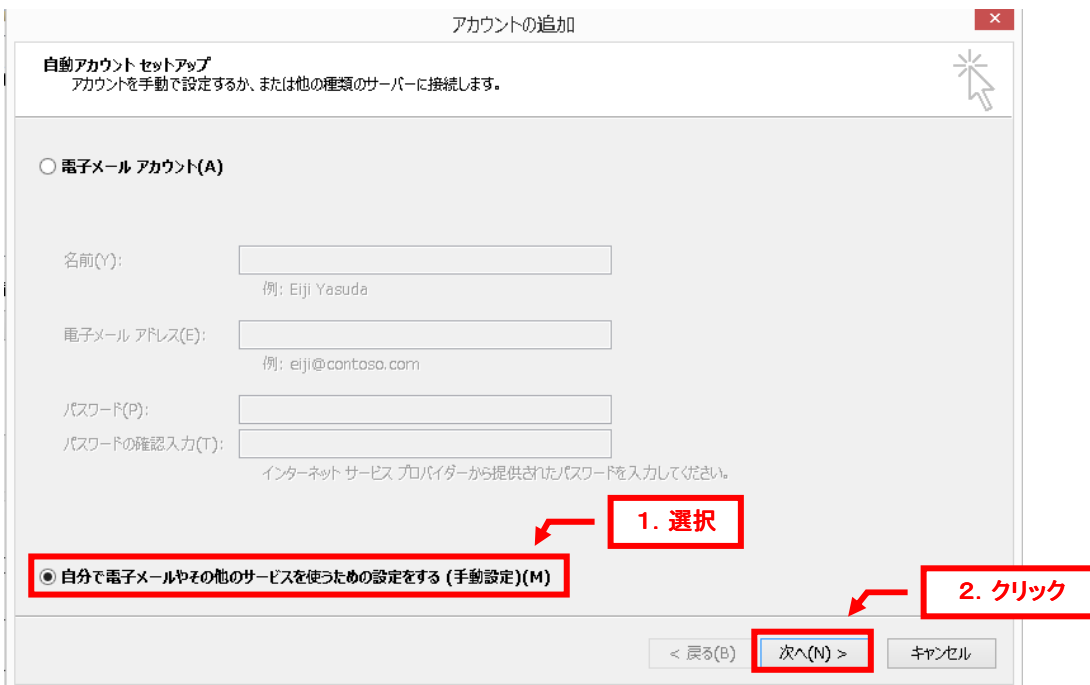 アカウントの追加
自動アカウント セットアップ
アカウントを手動で設定するか、または他の種類のサーバーに接続します。
電子メール アカウント(A)
名前(Y):
例: Eiji Yasuda
電子メール アドレス(E):
例: eiji@contoso.com
パスワード(P):
パスワードの確認入力(T):
インターネット サービス プロバイダーから提供されたパスワードを入力してください。
1. 選択
自分で電子メールやその他のサービスを使うための設定をする (手動設定)(M)
2. クリック
< 戻る(B)
次へ(N) >
キャンセル